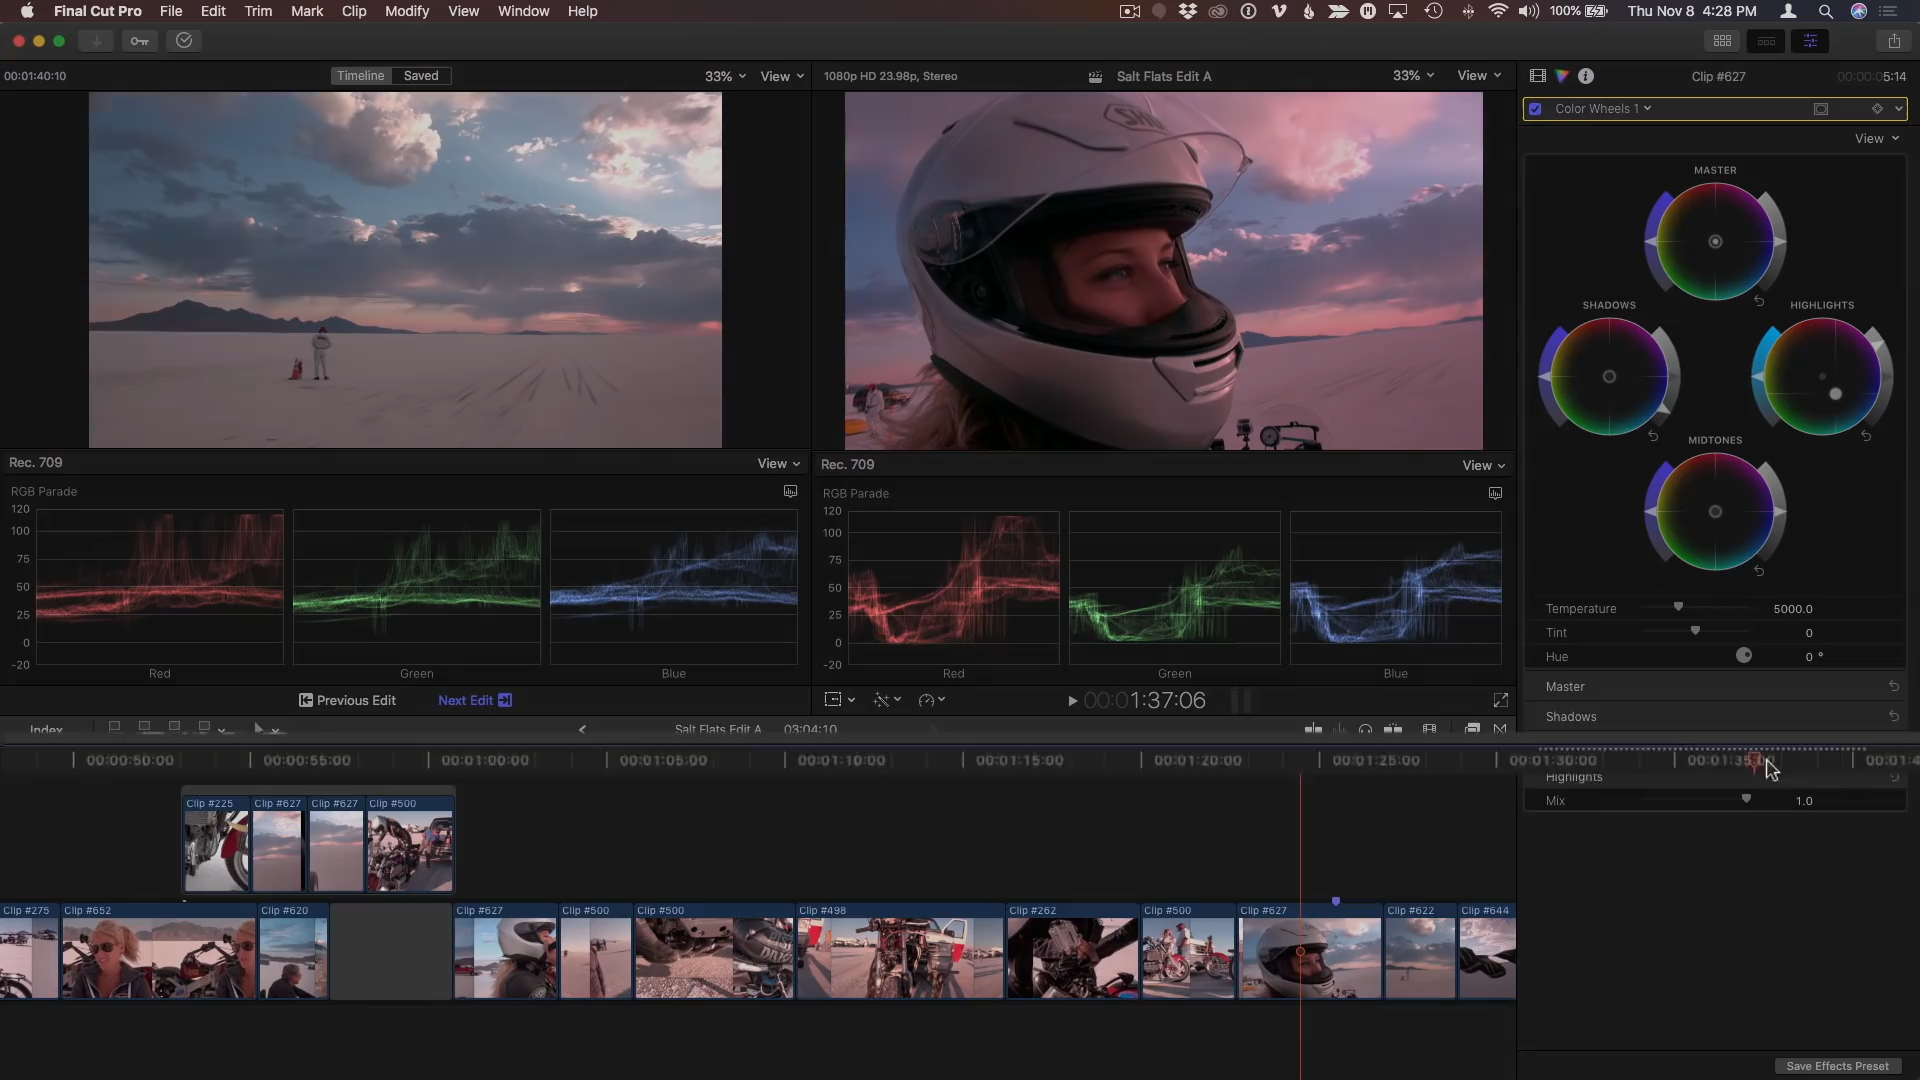 Final Cut Pro File Edit Trim Mark Clip Modify View Window Help 100% Thu Nov 8 4:28 PM
00:01:40:10 Timeline Saved 33% View 1080p HD 23.98p, Stereo Salt Flats Edit A 33% View Clip #627 00:00:05:14
Color Wheels 1
View
MASTER
SHADOWS HIGHLIGHTS
MIDTONES
Rec. 709 View Rec. 709 View
RGB Parade RGB Parade
120 120
100 100
75 75
50 50
25 25
0 0
-20 -20
Red Green Blue Red Green Blue
Temperature 5000.0
Tint 0
Hue 0 °
Master
Shadows
Previous Edit Next Edit 00:01:37:06
Index Salt Flats Edit A 03:04:10
00:00:50:00 00:00:55:00 00:01:00:00 00:01:05:00 00:01:10:00 00:01:15:00 00:01:20:00 00:01:25:00 00:01:30:00 00:01:35:00 00:01:4
Highlights
Mix 1.0
Clip #225 Clip #627 Clip #627 Clip #500
Clip #275 Clip #652 Clip #620 Clip #627 Clip #500 Clip #500 Clip #498 Clip #262 Clip #500 Clip #627 Clip #622 Clip #644
Save Effects Preset